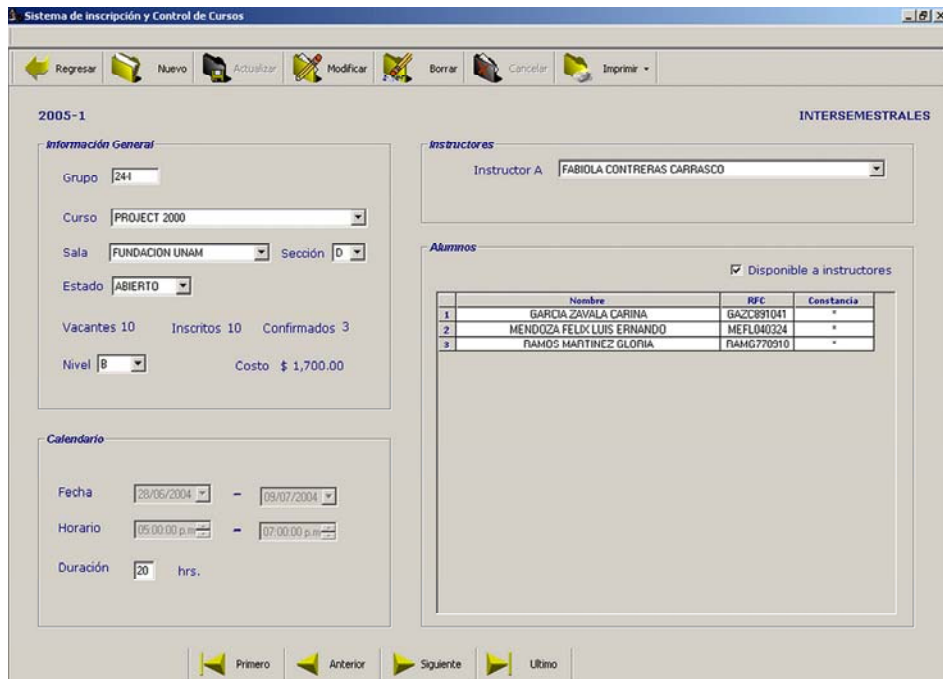 Sistema de inscripción y Control de Cursos
Regresar Nuevo Actualizar Modificar Borrar Cancelar Imprimir
2005-1 INTERSEMESTRALES
Información General
Grupo 24-I
Curso PROJECT 2000
Sala FUNDACION UNAM Sección D
Estado ABIERTO
Vacantes 10 Inscritos 10 Confirmados 3
Nivel B Costo $ 1,700.00
Instructores
Instructor A FABIOLA CONTRERAS CARRASCO
Alumnos
Disponible a instructores
Nombre RFC Constancia
1 GARCIA ZAVALA CARINA GAZC891041 *
2 MENDOZA FELIX LUIS ERNANDO MEFL040324 *
3 RAMOS MARTINEZ GLORIA RAMG770910 *
Calendario
Fecha 28/06/2004 - 09/07/2004
Horario 05:00:00 p.m - 07:00:00 p.m
Duración 20 hrs.
Primero Anterior Siguiente Ultimo